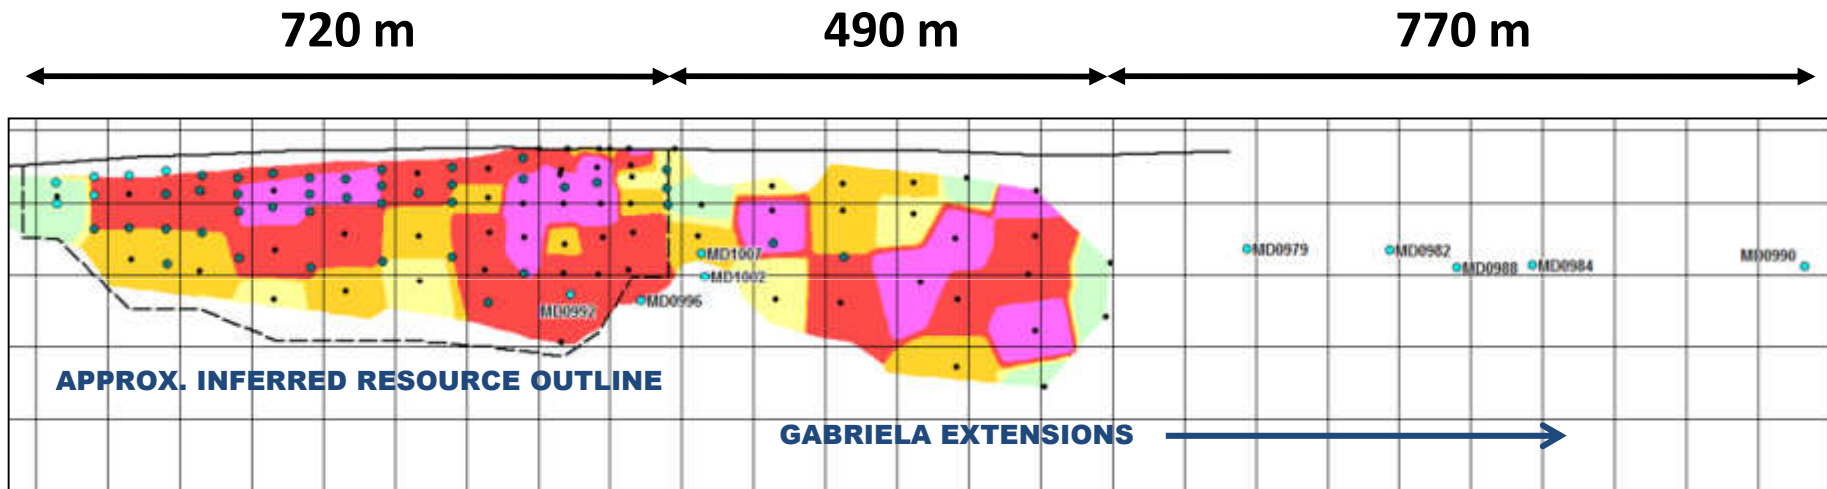 720 m
490 m
770 m
MD1007
MD1002
MD0992
MD0996
MD0979
MD0982
MD0988
MD0984
MD0990
APPROX. INFERRED RESOURCE OUTLINE
GABRIELA EXTENSIONS